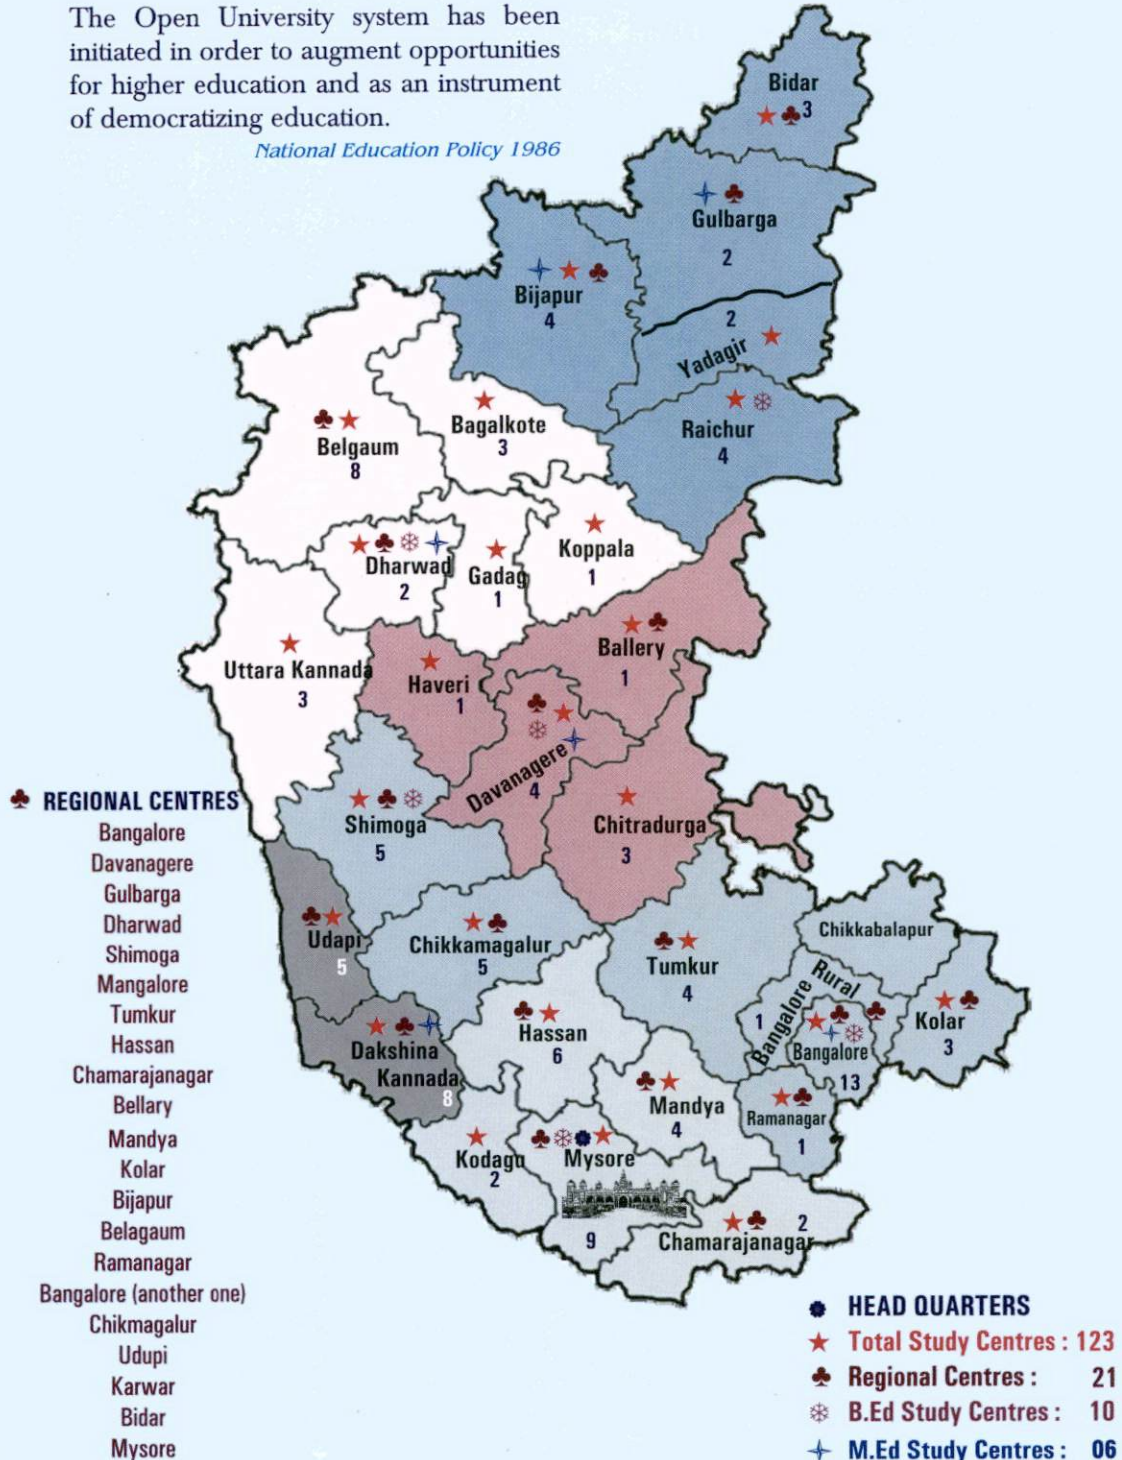 The Open University system has been
initiated in order to augment opportunities
for higher education and as an instrument
of democratizing education.
National Education Policy 1986
Bidar
3
Gulbarga
2
Bijapur
4
2
Yadagir
Raichur
4
Bagalkote
3
Belgaum
8
Koppala
1
Dharwad
2
Gadag
1
Ballery
1
Uttara Kannada
3
Haveri
1
Davanagere
4
Chitradurga
3
Shimoga
5
Udapi
5
Chikkamagalur
5
Tumkur
4
Chikkabalapur
Bangalore Rural
1
Kolar
3
Bangalore
13
Hassan
6
Dakshina
Kannada
8
Mandya
4
Ramanagar
1
Kodagu
2
Mysore
9
2
Chamarajanagar
REGIONAL CENTRES
Bangalore
Davanagere
Gulbarga
Dharwad
Shimoga
Mangalore
Tumkur
Hassan
Chamarajanagar
Bellary
Mandya
Kolar
Bijapur
Belagaum
Ramanagar
Bangalore (another one)
Chikmagalur
Udupi
Karwar
Bidar
Mysore
HEAD QUARTERS
Total Study Centres : 123
Regional Centres : 21
B.Ed Study Centres : 10
M.Ed Study Centres : 06